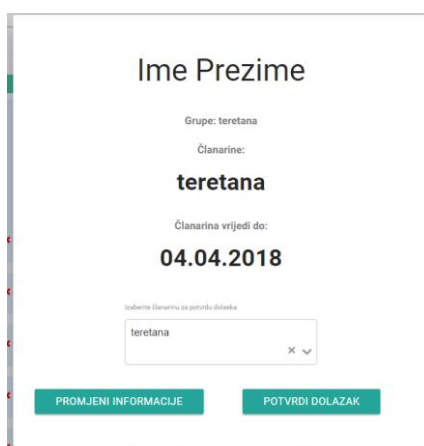 Ime Prezime
Grupe: teretana
Članarine:
teretana
Članarina vrijedi do:
04.04.2018
Izaberite članarinu za potvrdu dolaska
teretana
PROMJENI INFORMACIJE
POTVRDI DOLAZAK